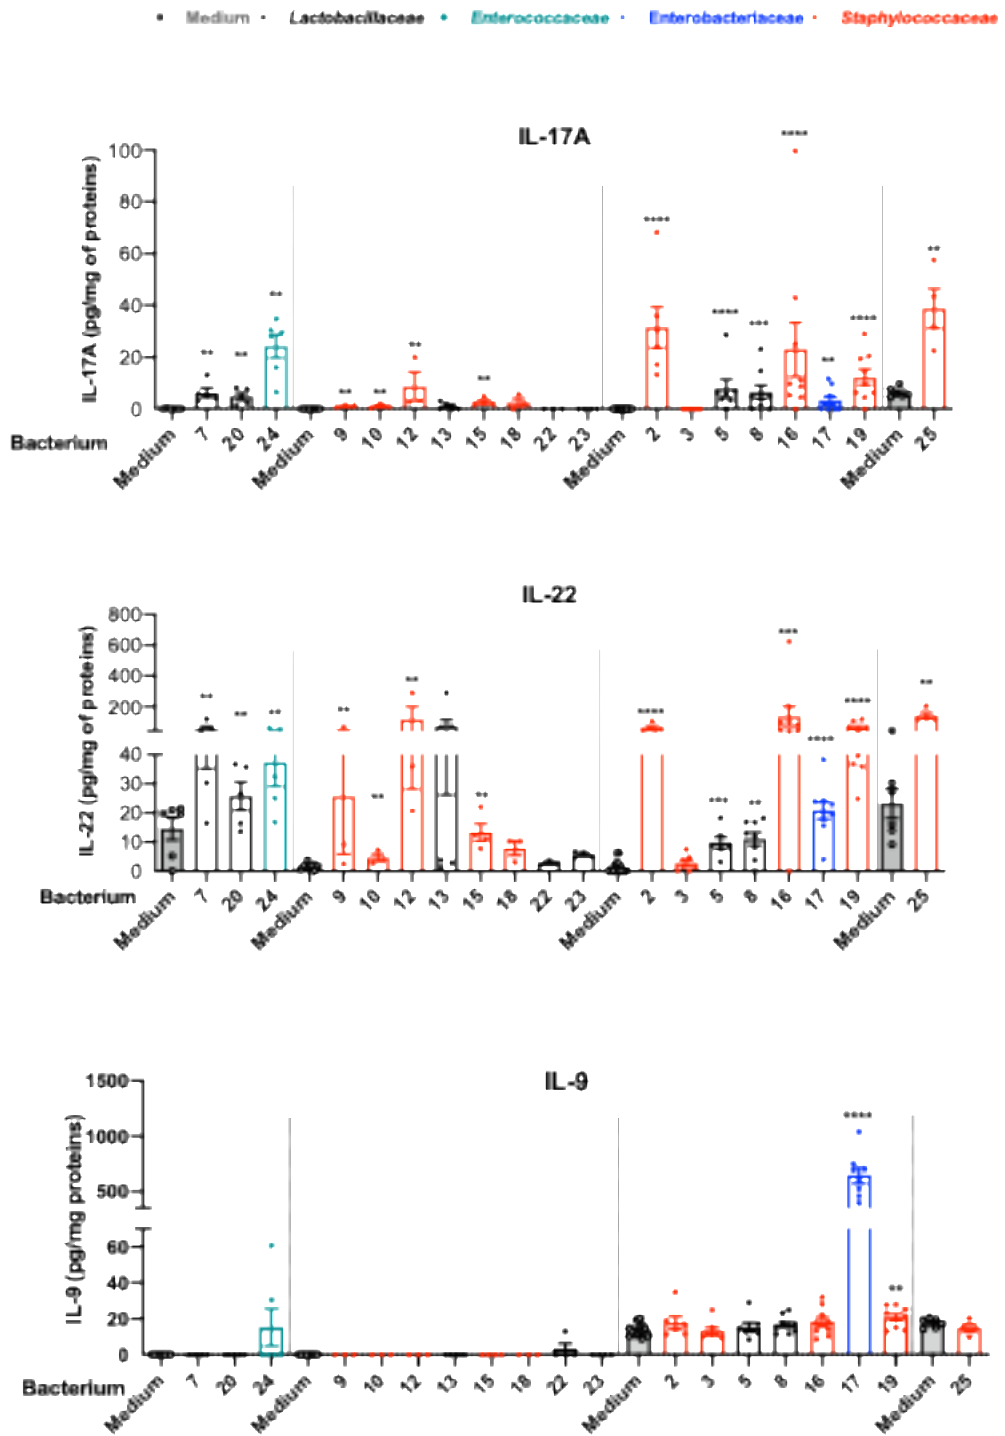 Medium Lactobacillaceae Enterococcaceae Enterobacteriaceae Staphylococcaceae
IL-17A
IL-17A (pg/mg of proteins)
100
80
60
40
20
0
** ** ** ** ** ** ** **** **** *** **** ** **** **
Bacterium
Medium 7 20 24 Medium 9 10 12 13 15 18 22 23 Medium 2 3 5 8 16 17 19 Medium 25
IL-22
IL-22 (pg/mg of proteins)
800
600
400
200
40
30
20
10
0
** ** ** ** ** ** ** **** *** ** *** **** **** **
Bacterium
Medium 7 20 24 Medium 9 10 12 13 15 18 22 23 Medium 2 3 5 8 16 17 19 Medium 25
IL-9
IL-9 (pg/mg proteins)
1500
1000
500
60
40
20
0
**** **
Bacterium
Medium 7 20 24 Medium 9 10 12 13 15 18 22 23 Medium 2 3 5 8 16 17 19 Medium 25